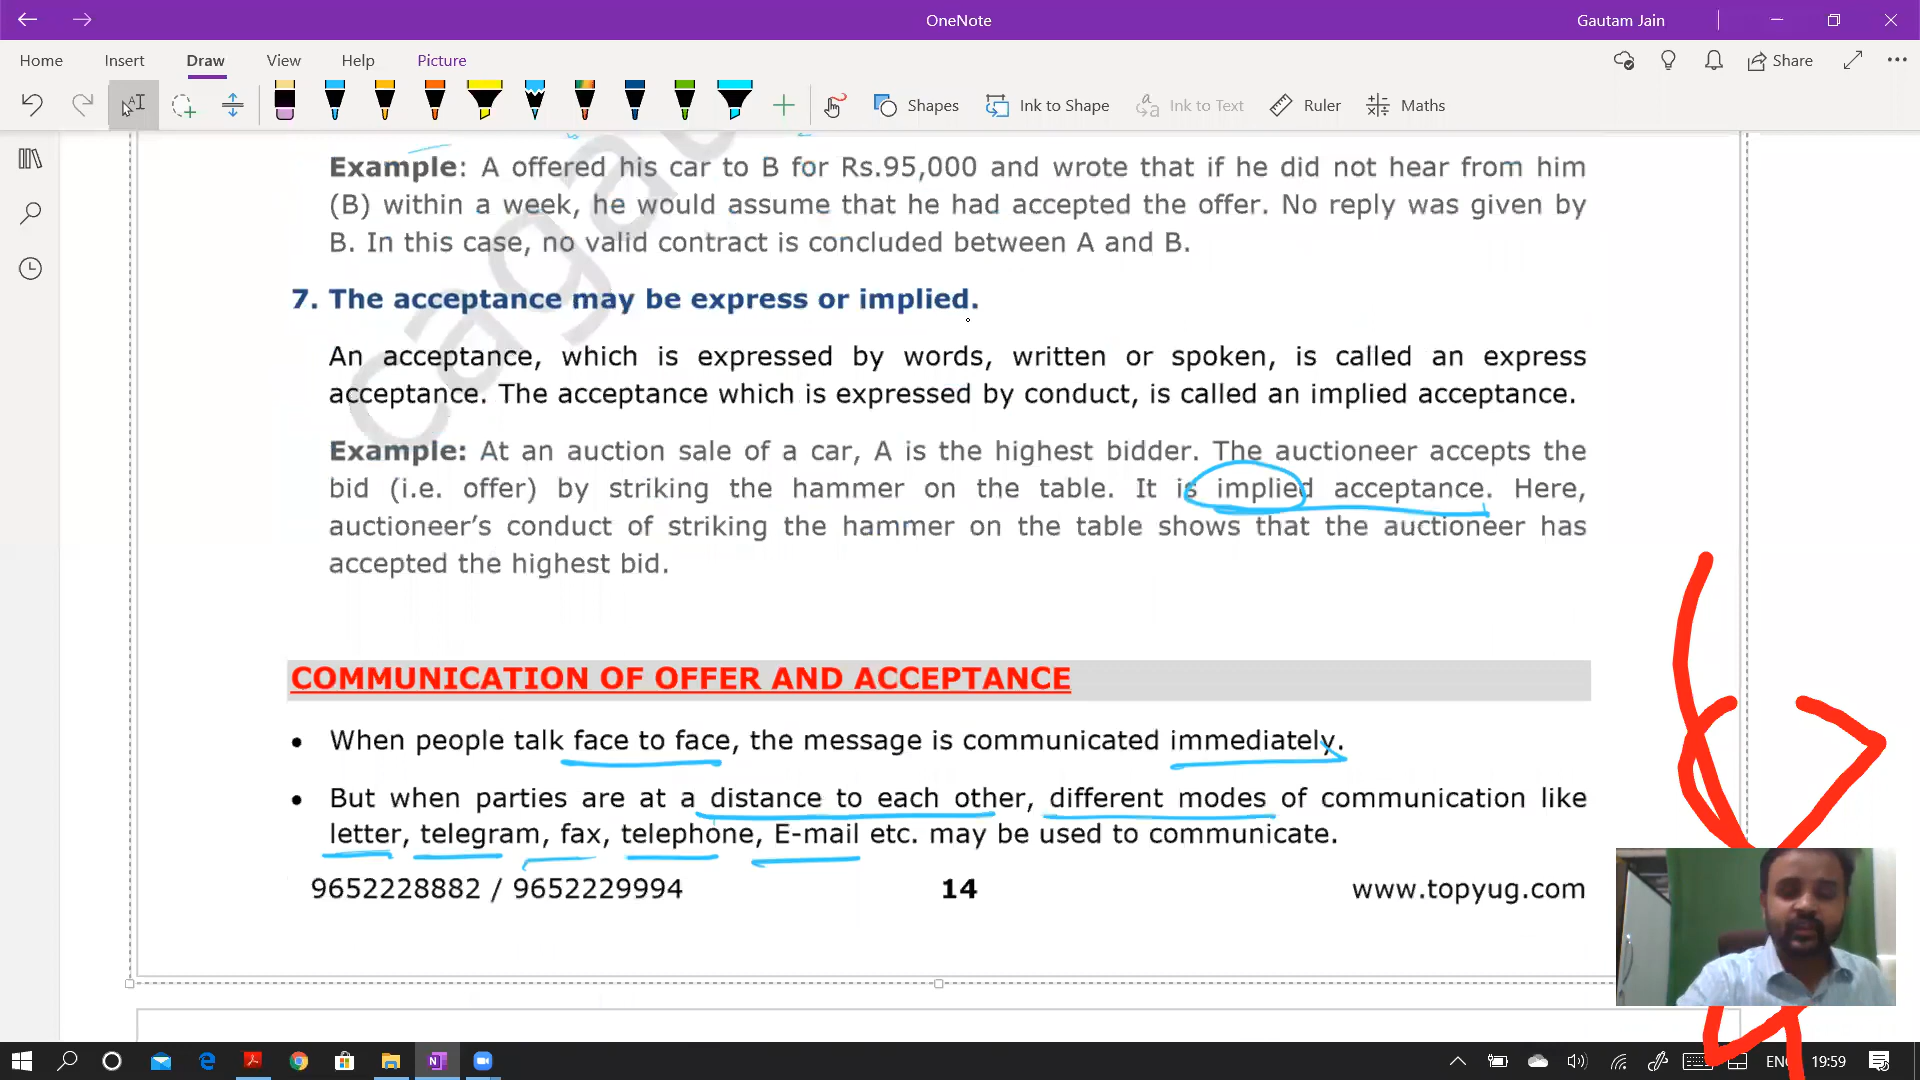 OneNote
Gautam Jain
Home Insert Draw View Help Picture
Share
Shapes Ink to Shape Ink to Text Ruler Maths
Example: A offered his car to B for Rs.95,000 and wrote that if he did not hear from him
(B) within a week, he would assume that he had accepted the offer. No reply was given by
B. In this case, no valid contract is concluded between A and B.
7. The acceptance may be express or implied.
An acceptance, which is expressed by words, written or spoken, is called an express
acceptance. The acceptance which is expressed by conduct, is called an implied acceptance.
Example: At an auction sale of a car, A is the highest bidder. The auctioneer accepts the
bid (i.e. offer) by striking the hammer on the table. It is implied acceptance. Here,
auctioneer’s conduct of striking the hammer on the table shows that the auctioneer has
accepted the highest bid.
COMMUNICATION OF OFFER AND ACCEPTANCE
• When people talk face to face, the message is communicated immediately.
• But when parties are at a distance to each other, different modes of communication like
letter, telegram, fax, telephone, E-mail etc. may be used to communicate.
9652228882 / 9652229994 14 www.topyug.com
19:59